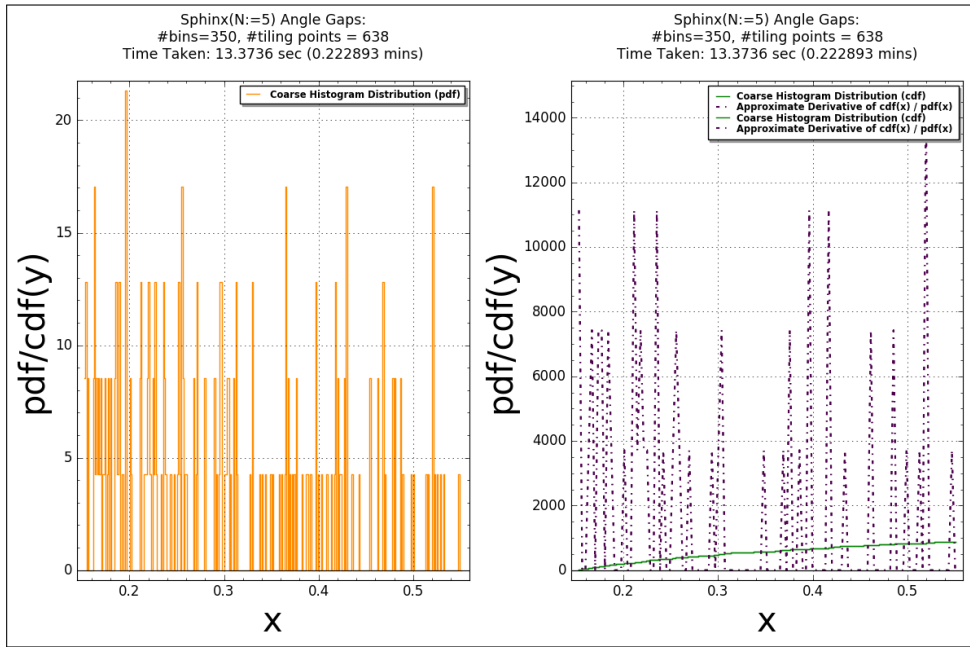 Sphinx(N:=5) Angle Gaps:
#bins=350, #tiling points = 638
Time Taken: 13.3736 sec (0.222893 mins)
Coarse Histogram Distribution (pdf)
20
15
10
5
0
0.2 0.3 0.4 0.5
pdf/cdf(y)
x
Sphinx(N:=5) Angle Gaps:
#bins=350, #tiling points = 638
Time Taken: 13.3736 sec (0.222893 mins)
Coarse Histogram Distribution (cdf)
Approximate Derivative of cdf(x) / pdf(x)
Coarse Histogram Distribution (cdf)
Approximate Derivative of cdf(x) / pdf(x)
14000
12000
10000
8000
6000
4000
2000
0
0.2 0.3 0.4 0.5
pdf/cdf(y)
x